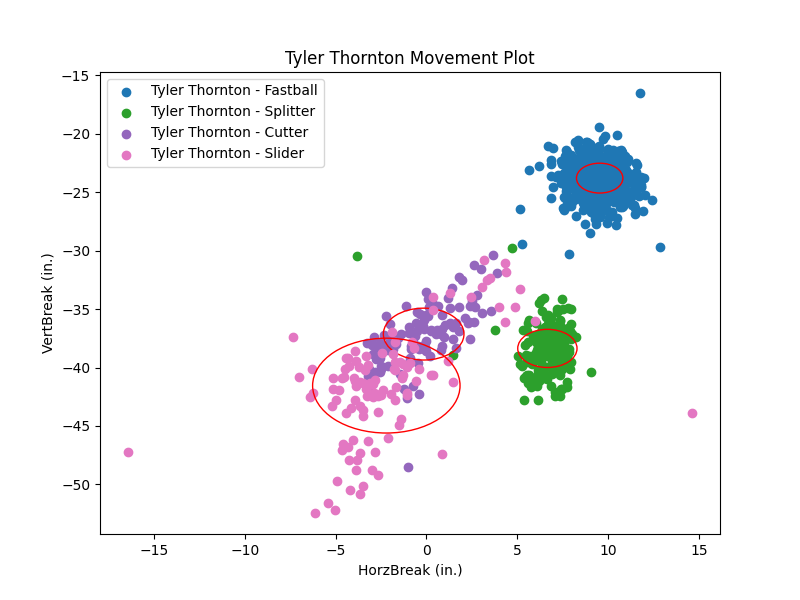 Tyler Thornton Movement Plot
Tyler Thornton - Fastball
Tyler Thornton - Splitter
Tyler Thornton - Cutter
Tyler Thornton - Slider
VertBreak (in.)
−15
−20
−25
−30
−35
−40
−45
−50
−15
−10
−5
0
5
10
15
HorzBreak (in.)